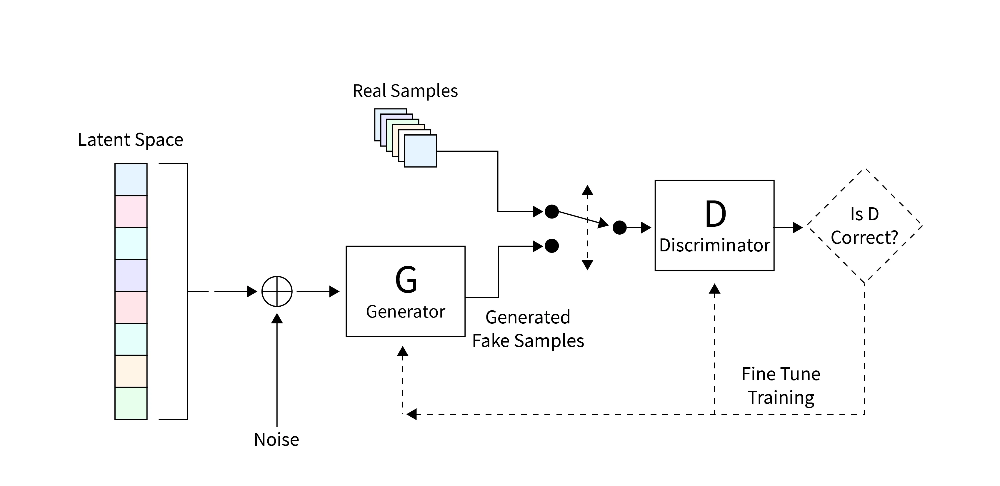 Real Samples
Latent Space
G
Generator
Generated
Fake Samples
D
Discriminator
Is D
Correct?
Fine Tune
Training
Noise